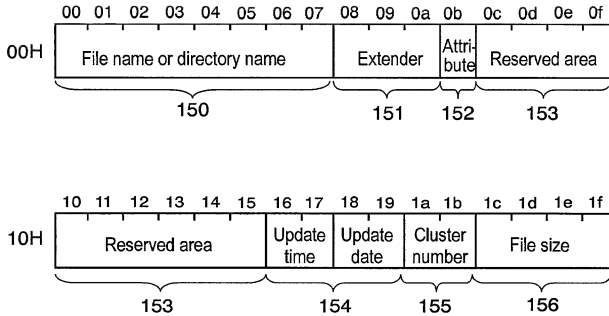 00 01 02 03 04 05 06 07 08 09 0a 0b 0c 0d 0e 0f
00H File name or directory name Extender Attri-bute Reserved area
150 151 152 153
10 11 12 13 14 15 16 17 18 19 1a 1b 1c 1d 1e 1f
10H Reserved area Update time Update date Cluster number File size
153 154 155 156